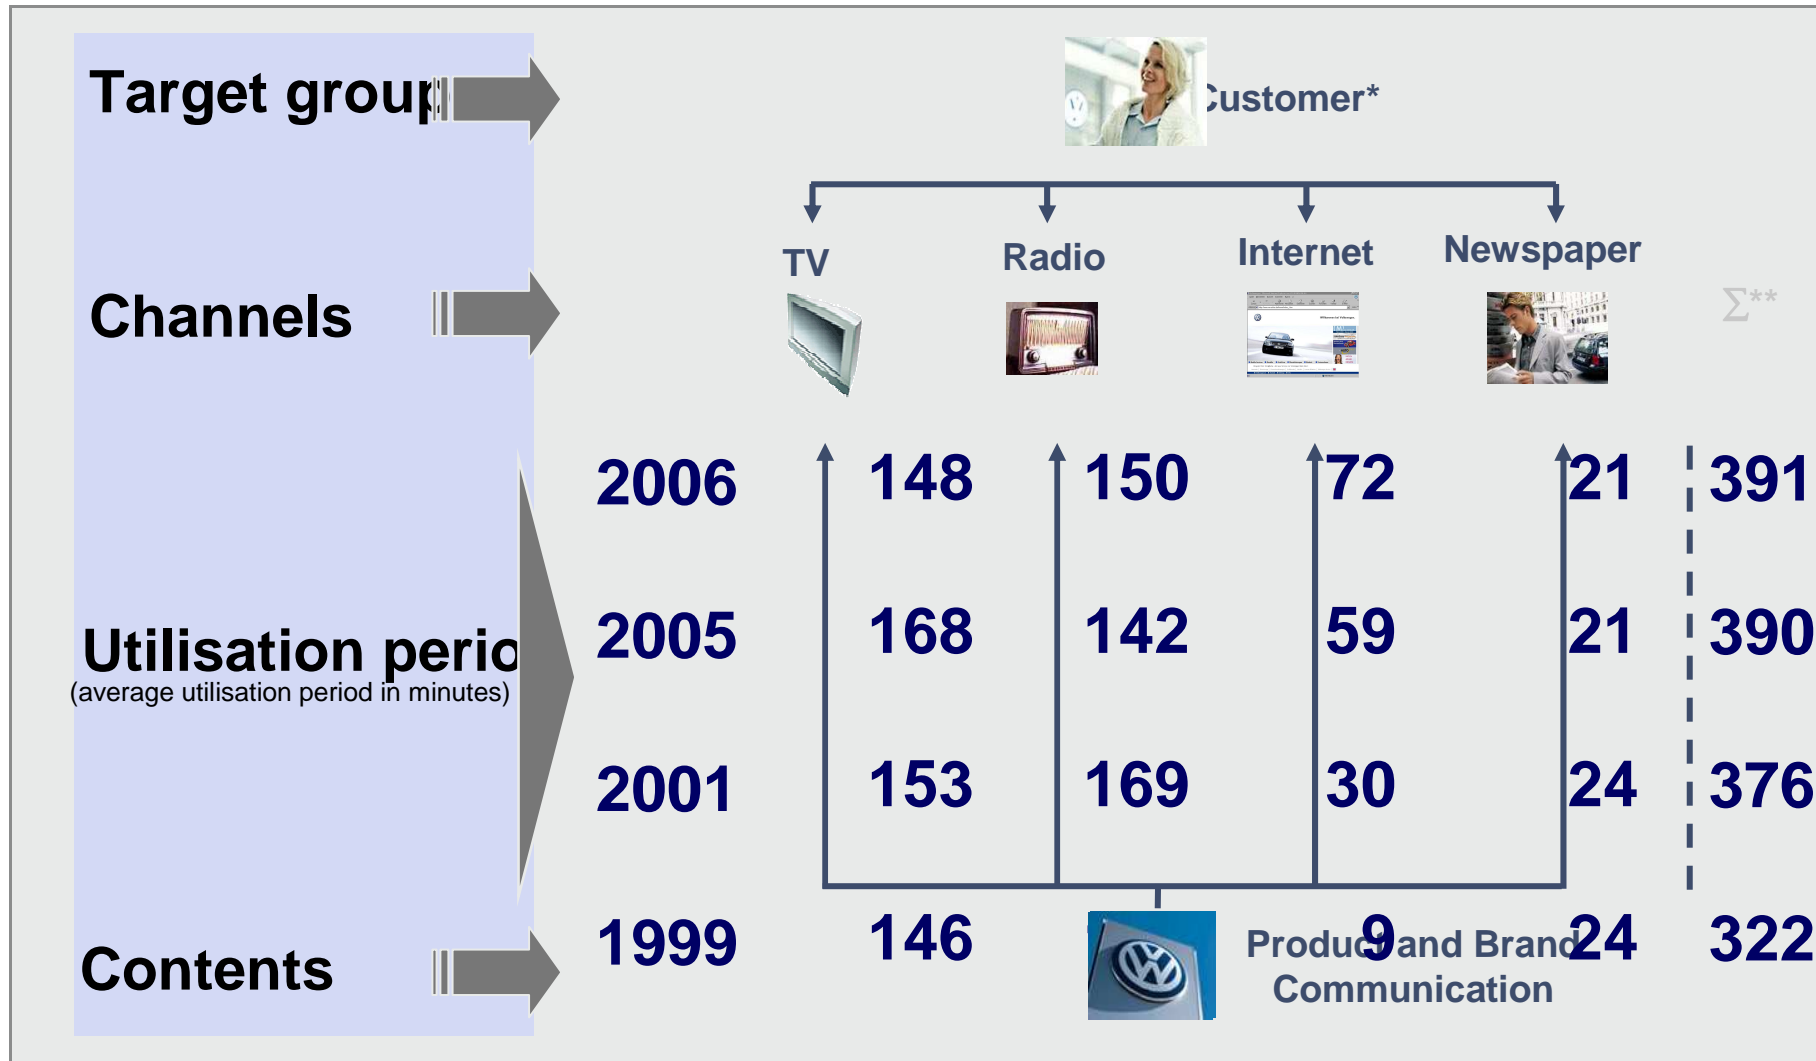 Target group
Customer*
TV
Radio
Internet
Newspaper
Channels
Σ**
2006 148 150 72 21 391
2005 168 142 59 21 390
Utilisation perio
(average utilisation period in minutes)
2001 153 169 30 24 376
1999 146 9 24 322
Contents
Product and Brand
Communication